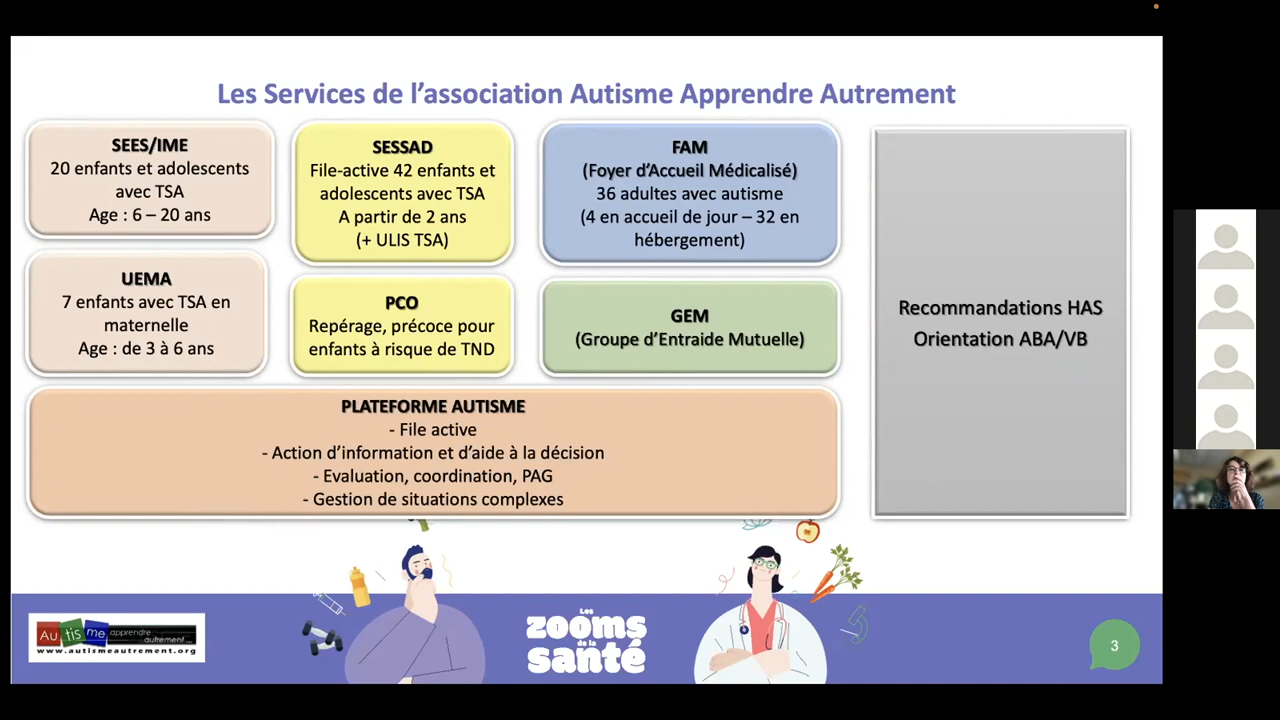 Les Services de l’association Autisme Apprendre Autrement
SEES/IME
20 enfants et adolescents
avec TSA
Age : 6 – 20 ans
SESSAD
File-active 42 enfants et
adolescents avec TSA
A partir de 2 ans
(+ ULIS TSA)
FAM
(Foyer d’Accueil Médicalisé)
36 adultes avec autisme
(4 en accueil de jour – 32 en
hébergement)
UEMA
7 enfants avec TSA en
maternelle
Age : de 3 à 6 ans
PCO
Repérage, précoce pour
enfants à risque de TND
GEM
(Groupe d’Entraide Mutuelle)
Recommandations HAS
Orientation ABA/VB
PLATEFORME AUTISME
- File active
- Action d’information et d’aide à la décision
- Evaluation, coordination, PAG
- Gestion de situations complexes
Autisme apprendre
autrement...
www.autismeautrement.org
Les
zooms
de la
santé
3